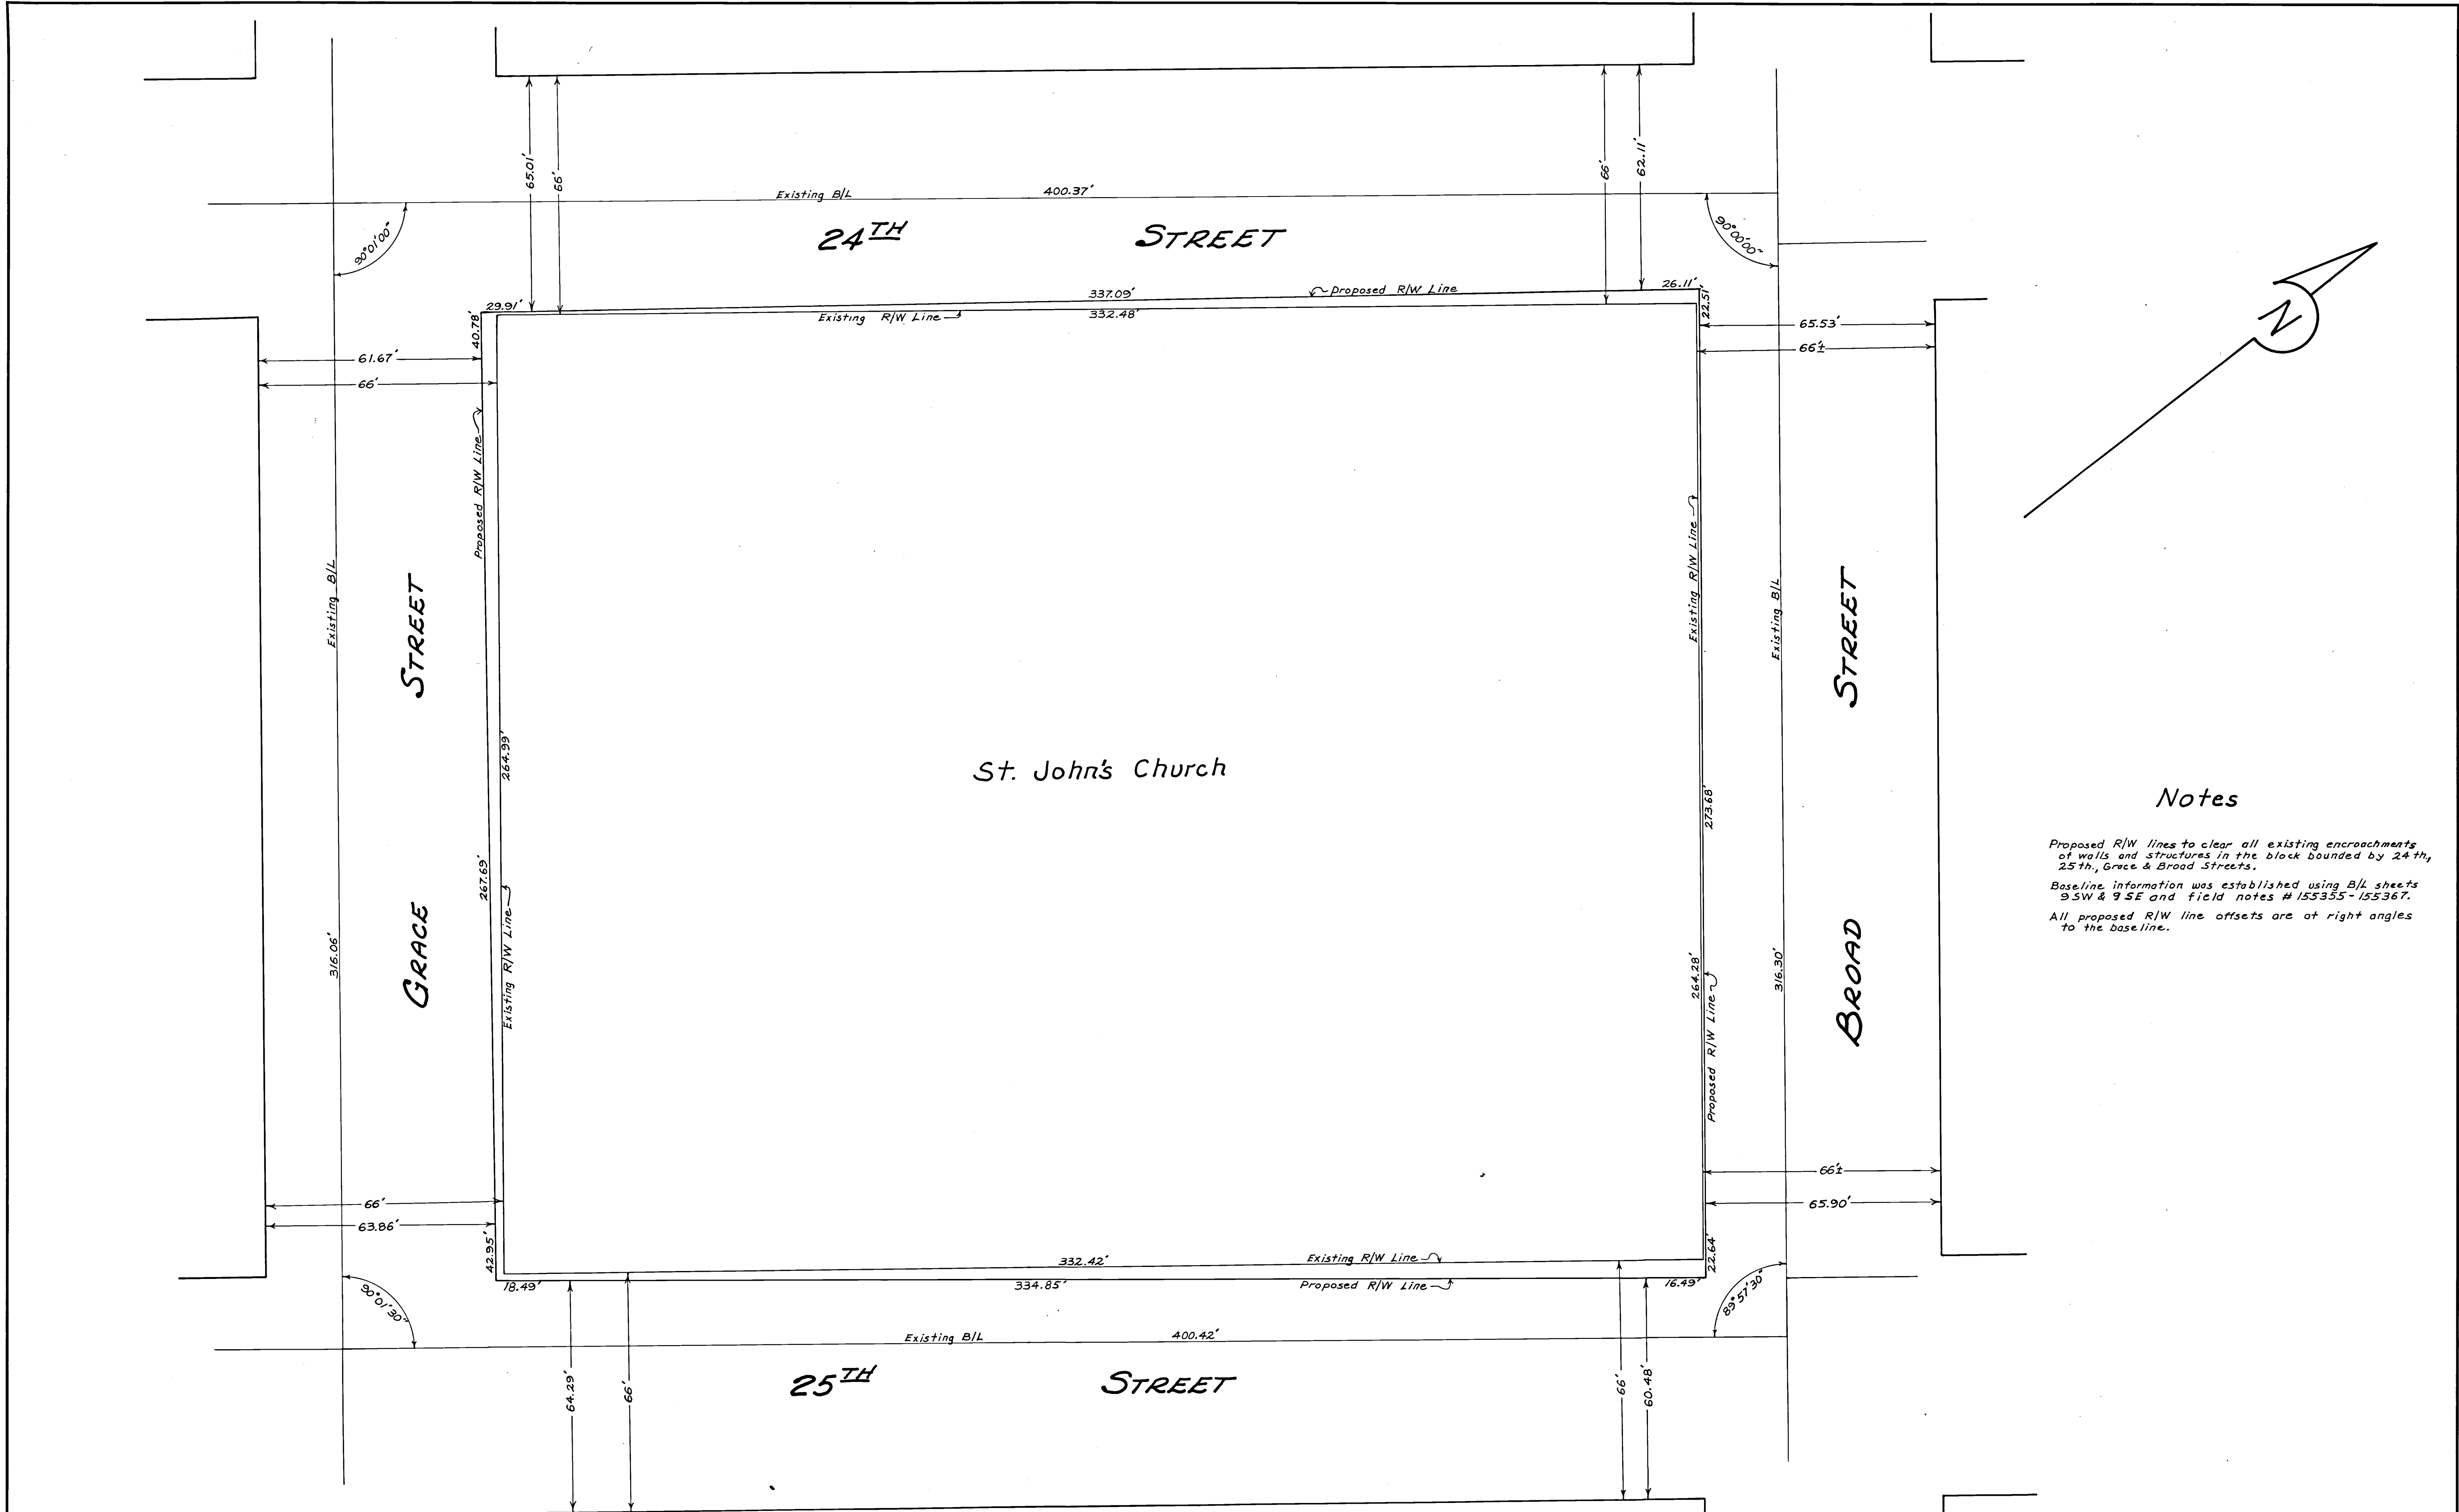 65.01'
66'
66'
62.11'
Existing B/L
400.37'
90°01'00"
24TH STREET
90°00'00"
29.91'
337.09'
Proposed R/W Line
26.11'
40.78'
Existing R/W Line
332.48'
22.51'
61.67'
66'
65.53'
66'±
N
Proposed R/W Line
Existing B/L
GRACE STREET
316.06'
264.99'
267.69'
Existing R/W Line
St. John's Church
Existing R/W Line
273.68'
264.28'
Proposed R/W Line
Existing B/L
316.30'
BROAD STREET
Notes
Proposed R/W lines to clear all existing encroachments
of walls and structures in the block bounded by 24th,
25th., Grace & Broad Streets.
Baseline information was established using B/L sheets
9SW & 9SE and field notes # 155355-155367.
All proposed R/W line offsets are at right angles
to the baseline.
66'
63.86'
66'±
65.90'
42.95'
332.42'
Existing R/W Line
22.64'
18.49'
334.85'
Proposed R/W Line
16.49'
90°01'30"
89°57'30"
Existing B/L
400.42'
25TH STREET
64.29'
66'
66'
60.48'